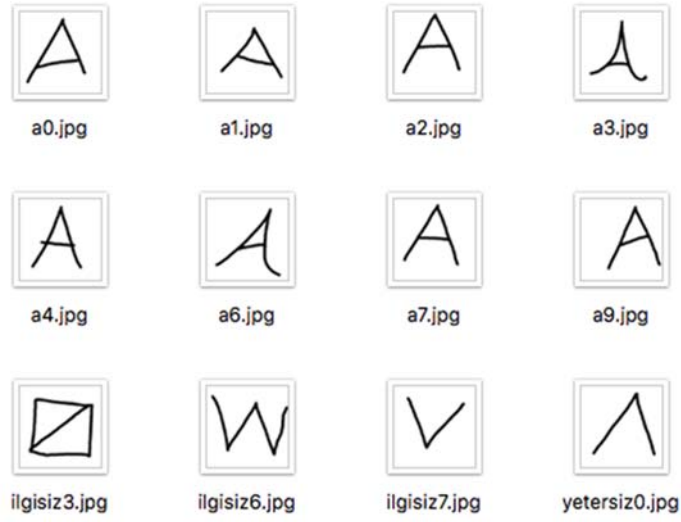 A A A A
a0.jpg a1.jpg a2.jpg a3.jpg
A A A A
a4.jpg a6.jpg a7.jpg a9.jpg
W V Λ
ilgisiz3.jpg ilgisiz6.jpg ilgisiz7.jpg yetersiz0.jpg